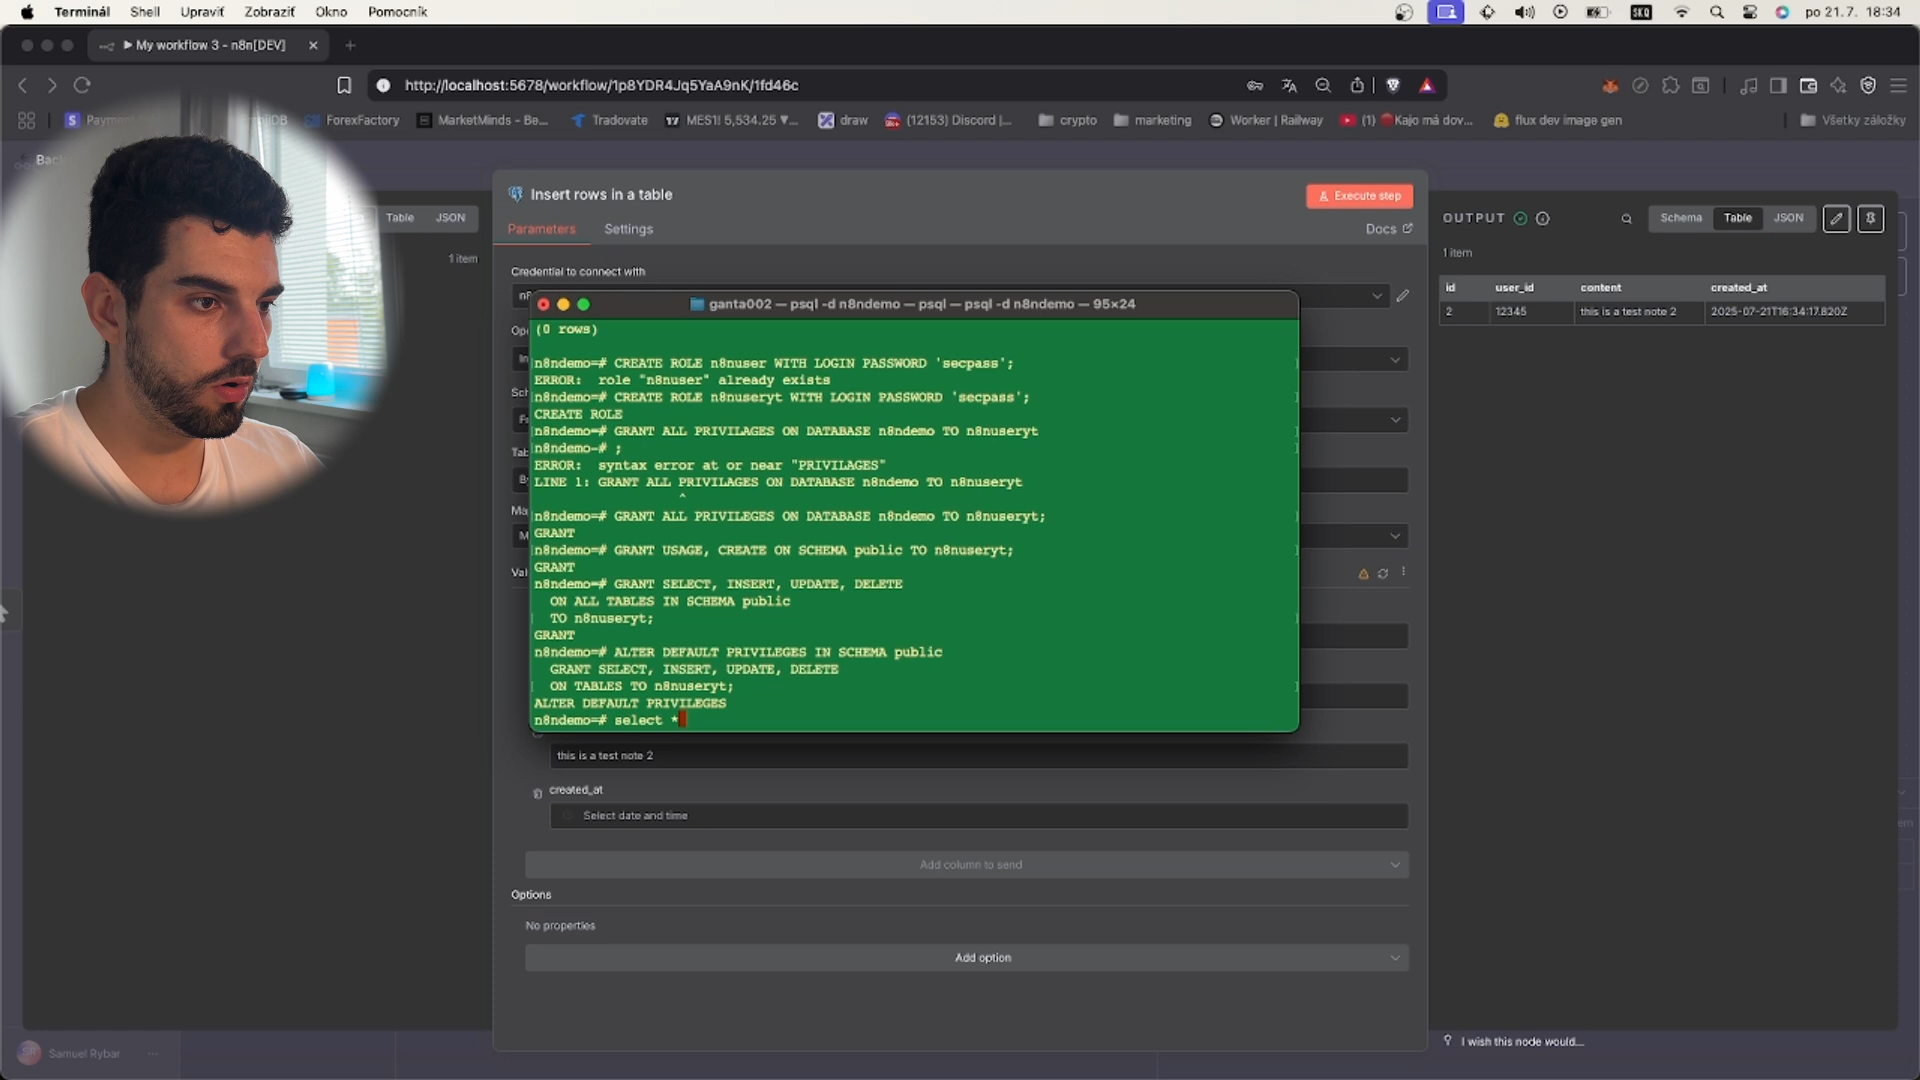 Terminál Shell Upraviť Zobraziť Okno Pomocník
SKQ po 21.7. 18:34
My workflow 3 - n8n[DEV]
http://localhost:5678/workflow/1p8YDR4Jq5YaA9nK/1fd46c
ForexFactory MarketMinds - Be... Tradovate MES1! 5,534.25 ▼... draw (12153) Discord |... crypto marketing Worker | Railway (1) Kajo má dov... flux dev image gen Všetky záložky
Table JSON
1 item
Insert rows in a table
Execute step
Parameters Settings
Docs
Credential to connect with
ganta002 — psql -d n8ndemo — psql — psql -d n8ndemo — 95×24
(0 rows)
n8ndemo=# CREATE ROLE n8nuser WITH LOGIN PASSWORD 'secpass';
ERROR:  role "n8nuser" already exists
n8ndemo=# CREATE ROLE n8nuseryt WITH LOGIN PASSWORD 'secpass';
CREATE ROLE
n8ndemo=# GRANT ALL PRIVILAGES ON DATABASE n8ndemo TO n8nuseryt
n8ndemo-# ;
ERROR:  syntax error at or near "PRIVILAGES"
LINE 1: GRANT ALL PRIVILAGES ON DATABASE n8ndemo TO n8nuseryt
^
n8ndemo=# GRANT ALL PRIVILEGES ON DATABASE n8ndemo TO n8nuseryt;
GRANT
n8ndemo=# GRANT USAGE, CREATE ON SCHEMA public TO n8nuseryt;
GRANT
n8ndemo=# GRANT SELECT, INSERT, UPDATE, DELETE
ON ALL TABLES IN SCHEMA public
TO n8nuseryt;
GRANT
n8ndemo=# ALTER DEFAULT PRIVILEGES IN SCHEMA public
GRANT SELECT, INSERT, UPDATE, DELETE
ON TABLES TO n8nuseryt;
ALTER DEFAULT PRIVILEGES
n8ndemo=# select *
this is a test note 2
created_at
Select date and time
Add column to send
Options
No properties
Add option
OUTPUT
Schema Table JSON
1 item
id user_id content created_at
2 12345 this is a test note 2 2025-07-21T16:34:17.820Z
I wish this node would...
Samuel Rybar